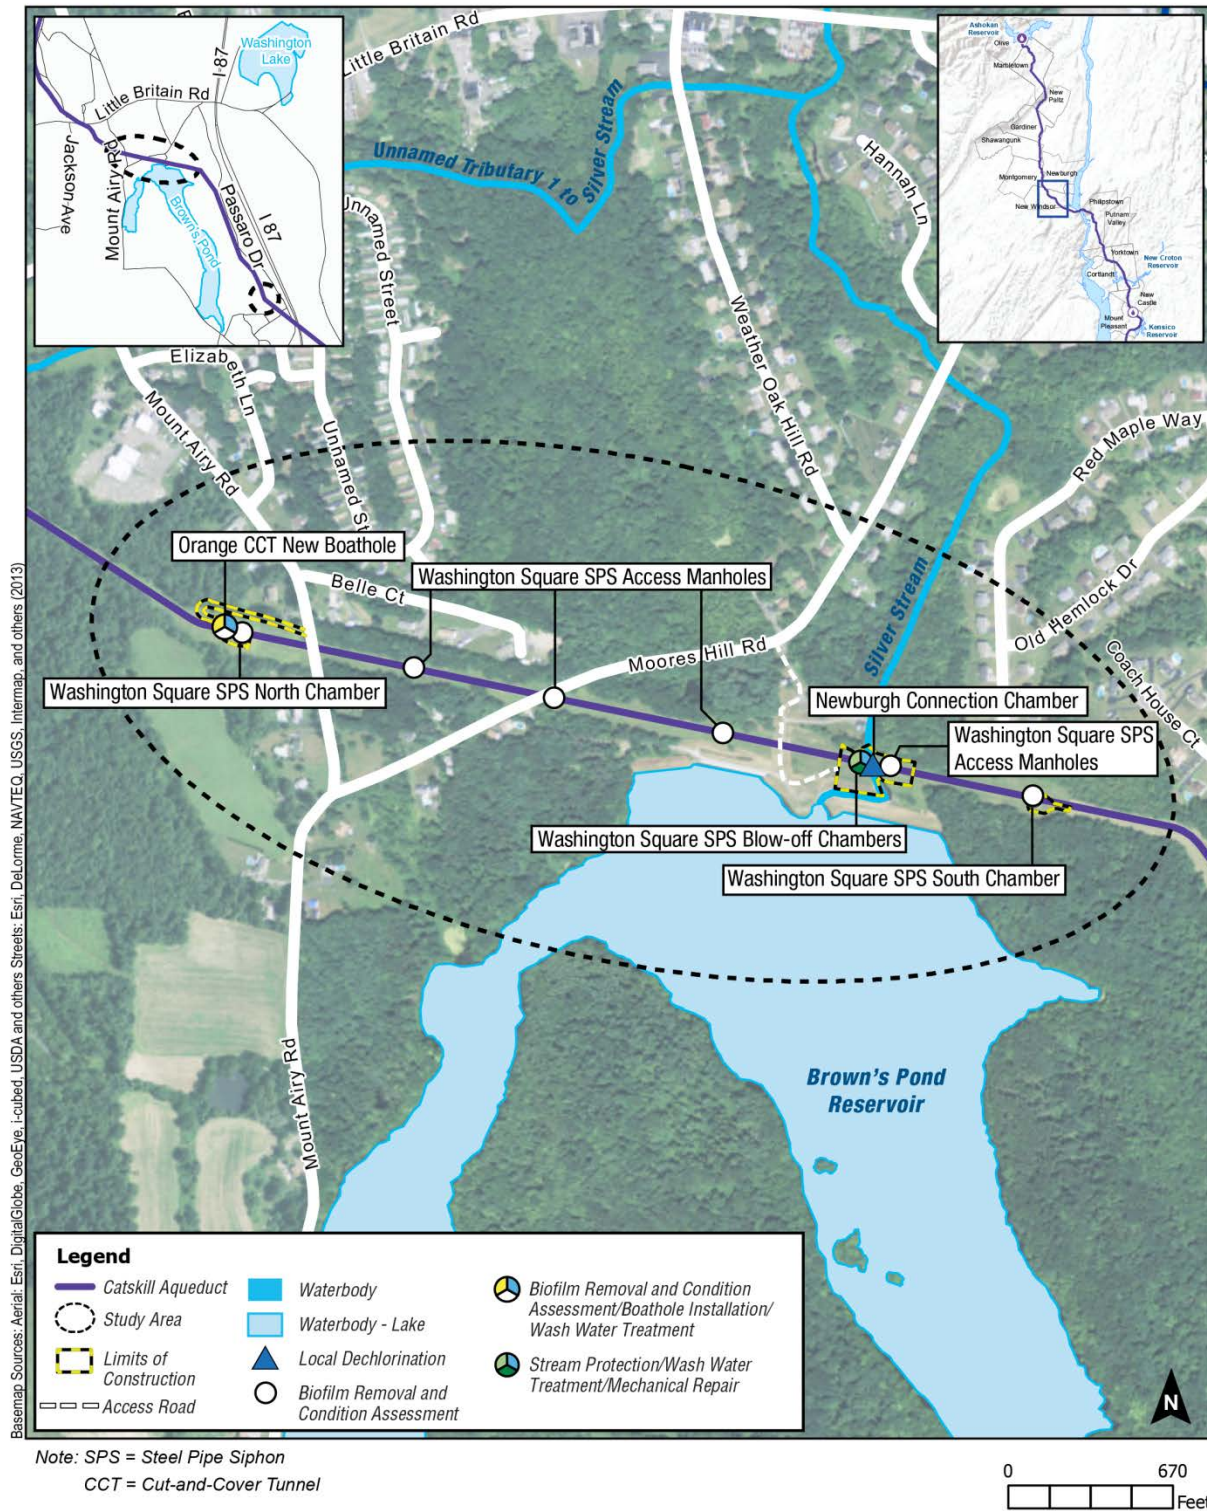 Washington
Lake
I-87
Little Britain Rd
Jackson Ave
Mount Airy Rd
Brown's Pond
Passaro Dr
I 87
Little Britain Rd
Unnamed Tributary 1 to
Silver Stream
Hannah Ln
Ashokan
Reservoir
Olive
Marbletown
New
Paltz
Gardiner
Shawangunk
Montgomery
Newburgh
New Windsor
Philipstown
Putnam
Valley
Yorktown
New Croton
Reservoir
Cortlandt
New
Castle
Mount
Pleasant
Kensico
Reservoir
Unnamed Street
Elizabeth Ln
Mount Airy Rd
Unnamed St
Weather Oak Hill Rd
Red Maple Way
Orange CCT New Boathole
Belle Ct
Washington Square SPS Access Manholes
Silver Stream
Old Hemlock Dr
Coach House Ct
Moores Hill Rd
Washington Square SPS North Chamber
Newburgh Connection Chamber
Washington Square SPS
Access Manholes
Washington Square SPS Blow-off Chambers
Washington Square SPS South Chamber
Mount Airy Rd
Brown's Pond
Reservoir
Basemap Sources: Aerial: Esri, DigitalGlobe, GeoEye, i-cubed, USDA and others Streets: Esri, DeLorme, NAVTEQ, USGS, Intermap, and others (2013)
Legend
Catskill Aqueduct
Study Area
Limits of
Construction
Access Road
Waterbody
Waterbody - Lake
Local Dechlorination
Biofilm Removal and
Condition Assessment
Biofilm Removal and Condition
Assessment/Boathole Installation/
Wash Water Treatment
Stream Protection/Wash Water
Treatment/Mechanical Repair
N
Note: SPS = Steel Pipe Siphon
CCT = Cut-and-Cover Tunnel
0 670
Feet